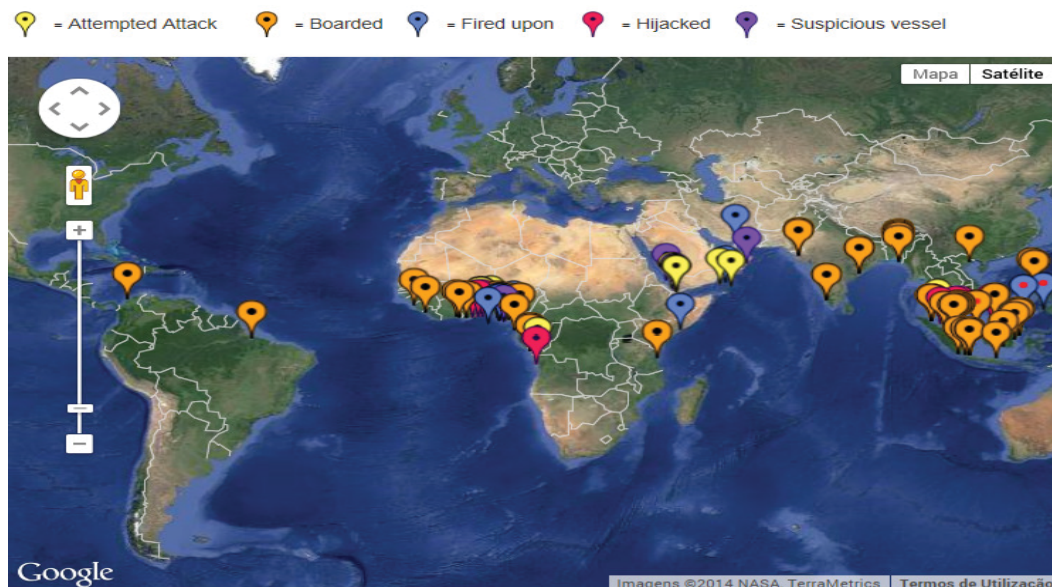 = Attempted Attack = Boarded = Fired upon = Hijacked = Suspicious vessel
Mapa Satélite
+
−
Google
Imagens ©2014 NASA, TerraMetrics Termos de Utilização